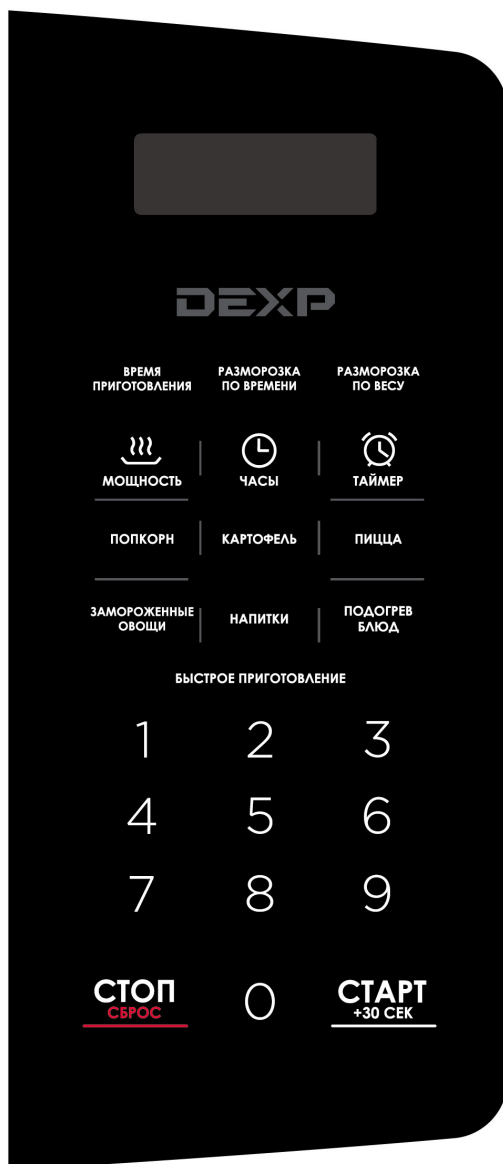 DEXP
ВРЕМЯ ПРИГОТОВЛЕНИЯ
РАЗМОРОЗКА ПО ВРЕМЕНИ
РАЗМОРОЗКА ПО ВЕСУ
МОЩНОСТЬ
ЧАСЫ
ТАЙМЕР
ПОПКОРН
КАРТОФЕЛЬ
ПИЦЦА
ЗАМОРОЖЕННЫЕ ОВОЩИ
НАПИТКИ
ПОДОГРЕВ БЛЮД
БЫСТРОЕ ПРИГОТОВЛЕНИЕ
1 2 3
4 5 6
7 8 9
СТОП
СБРОС
0
СТАРТ
+30 СЕК